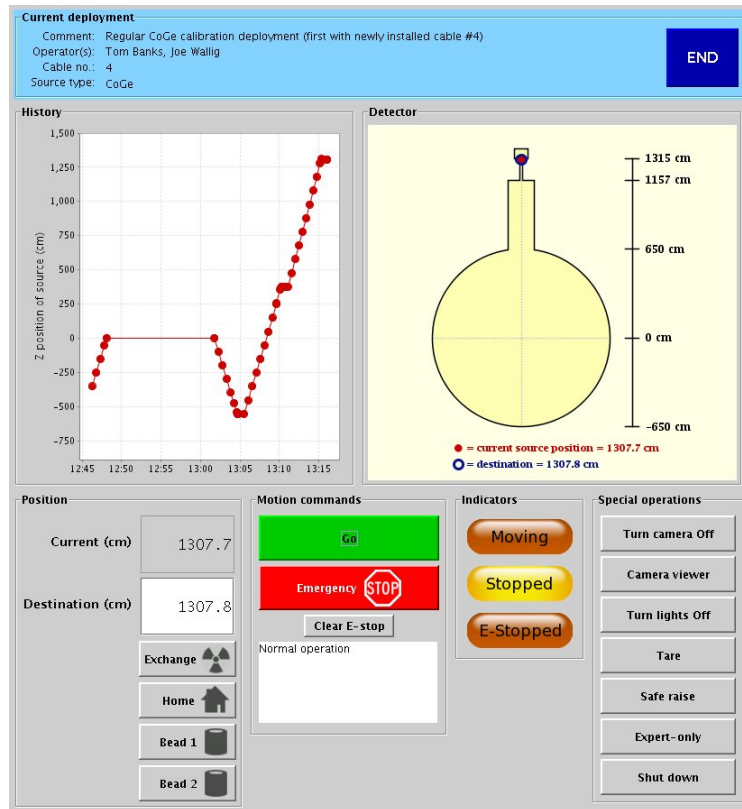 Current deployment
Comment: Regular CoGe calibration deployment (first with newly installed cable #4)
Operator(s): Tom Banks, Joe Wallig
Cable no.: 4
Source type: CoGe
END
History
Z position of source (cm)
1,500
1,250
1,000
750
500
250
0
-250
-500
-750
12:45 12:50 12:55 13:00 13:05 13:10 13:15
Detector
1315 cm
1157 cm
650 cm
0 cm
-650 cm
= current source position = 1307.7 cm
= destination = 1307.8 cm
Position
Current (cm) 1307.7
Destination (cm) 1307.8
Exchange
Home
Bead 1
Bead 2
Motion commands
Go
Emergency STOP
Clear E-stop
Normal operation
Indicators
Moving
Stopped
E-Stopped
Special operations
Turn camera Off
Camera viewer
Turn lights Off
Tare
Safe raise
Expert-only
Shut down